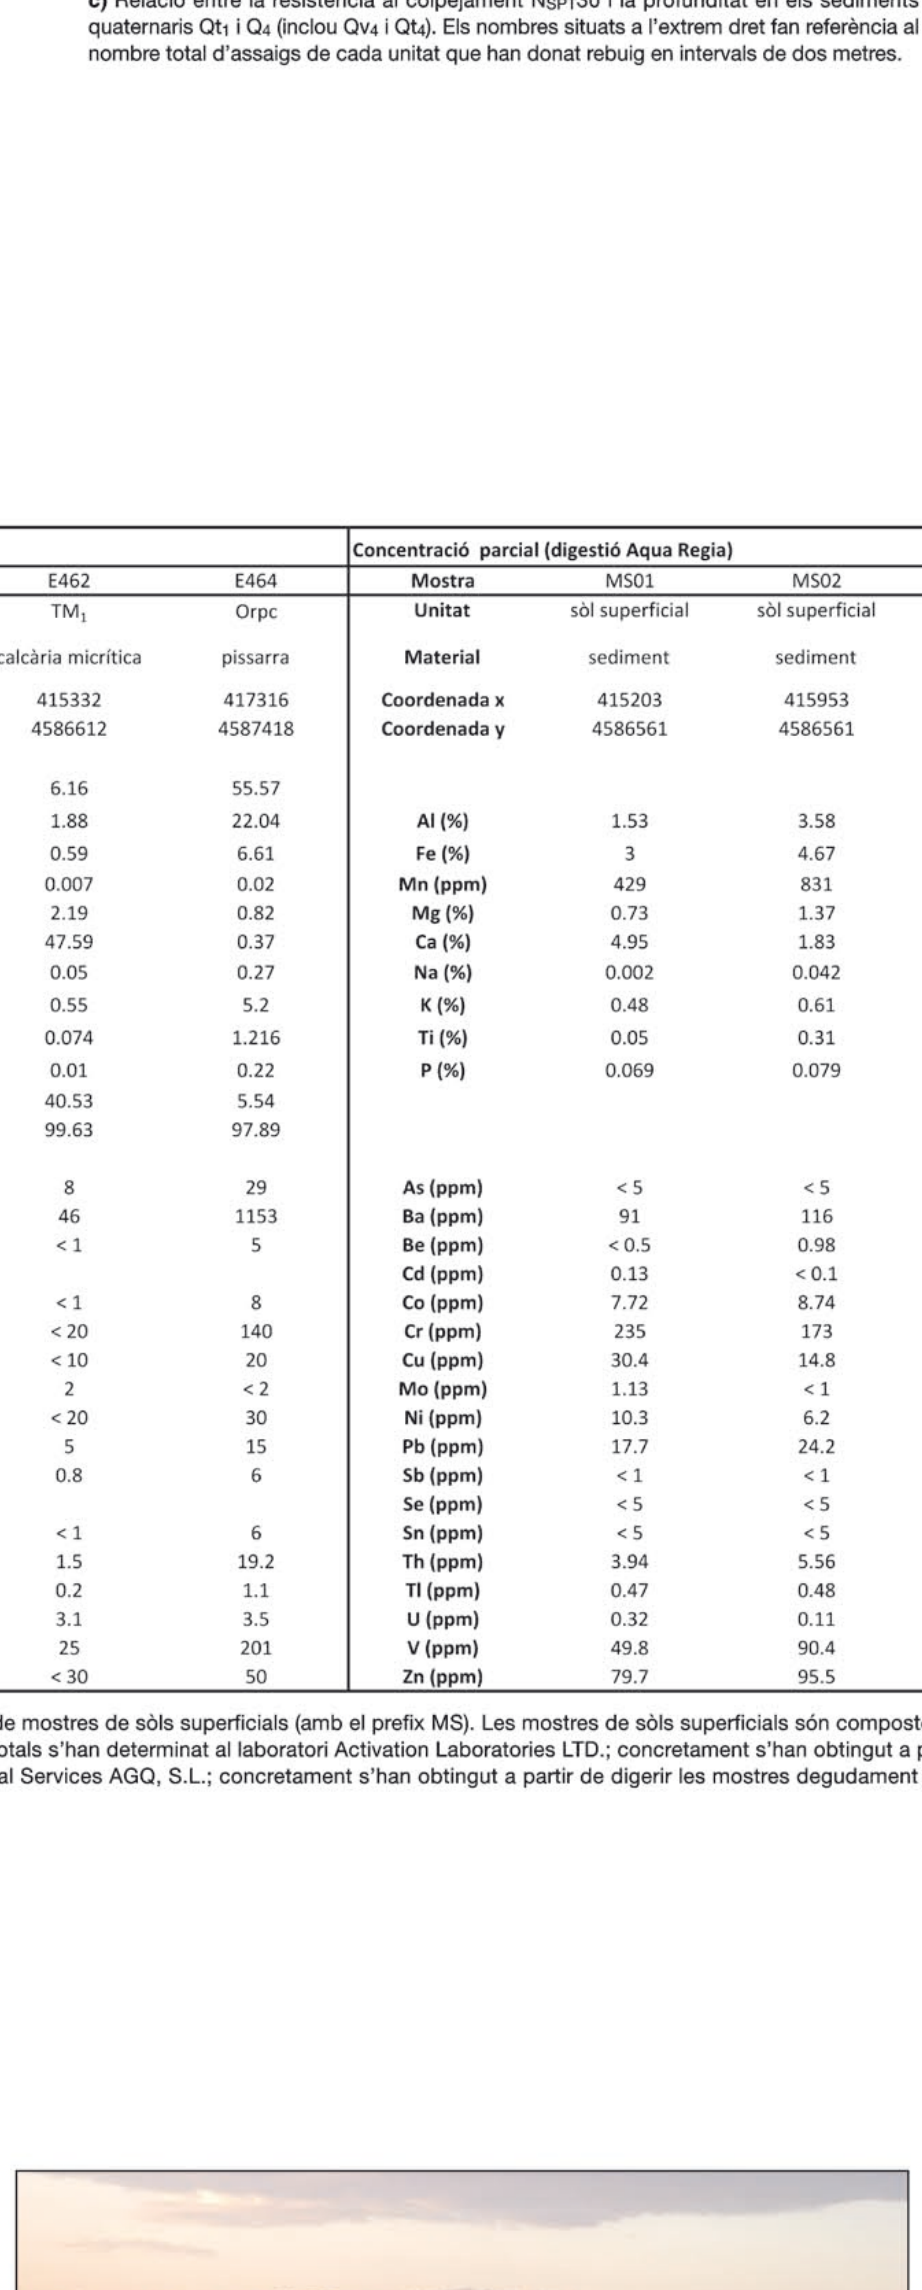 c) Relació entre la resistència al colpejament NSPT30 i la profunditat en els sediments
quaternaris Qt₁ i Q₄ (inclou Qv₄ i Qt₄). Els nombres situats a l'extrem dret fan referència al
nombre total d'assaigs de cada unitat que han donat rebuig en intervals de dos metres.
Concentració parcial (digestió Aqua Regia)
E462 E464 Mostra MS01 MS02
TM₁ Orpc Unitat sòl superficial sòl superficial
calcària micrítica pissarra Material sediment sediment
415332 417316 Coordenada x 415203 415953
4586612 4587418 Coordenada y 4586561 4586561
6.16 55.57
1.88 22.04 Al (%) 1.53 3.58
0.59 6.61 Fe (%) 3 4.67
0.007 0.02 Mn (ppm) 429 831
2.19 0.82 Mg (%) 0.73 1.37
47.59 0.37 Ca (%) 4.95 1.83
0.05 0.27 Na (%) 0.002 0.042
0.55 5.2 K (%) 0.48 0.61
0.074 1.216 Ti (%) 0.05 0.31
0.01 0.22 P (%) 0.069 0.079
40.53 5.54
99.63 97.89
8 29 As (ppm) < 5 < 5
46 1153 Ba (ppm) 91 116
< 1 5 Be (ppm) < 0.5 0.98
Cd (ppm) 0.13 < 0.1
< 1 8 Co (ppm) 7.72 8.74
< 20 140 Cr (ppm) 235 173
< 10 20 Cu (ppm) 30.4 14.8
2 < 2 Mo (ppm) 1.13 < 1
< 20 30 Ni (ppm) 10.3 6.2
5 15 Pb (ppm) 17.7 24.2
0.8 6 Sb (ppm) < 1 < 1
Se (ppm) < 5 < 5
< 1 6 Sn (ppm) < 5 < 5
1.5 19.2 Th (ppm) 3.94 5.56
0.2 1.1 Tl (ppm) 0.47 0.48
3.1 3.5 U (ppm) 0.32 0.11
25 201 V (ppm) 49.8 90.4
< 30 50 Zn (ppm) 79.7 95.5
de mostres de sòls superficials (amb el prefix MS). Les mostres de sòls superficials són compost
otals s'han determinat al laboratori Activation Laboratories LTD.; concretament s'han obtingut a p
al Services AGQ, S.L.; concretament s'han obtingut a partir de digerir les mostres degudament